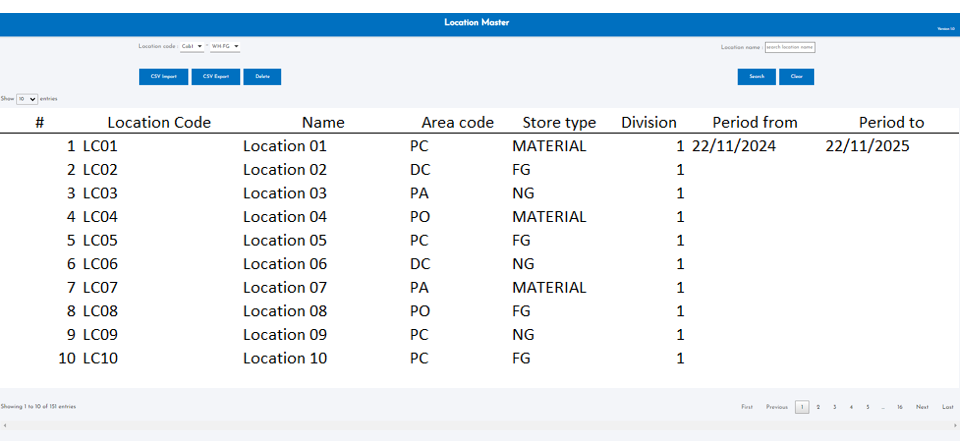 Location Master
Version 1.0
Location code : Cab1 ~ WH-FG
Location name : search location name
CSV Import CSV Export Delete Search Clear
Show 10 entries
# Location Code Name Area code Store type Division Period from Period to
1 LC01 Location 01 PC MATERIAL 1 22/11/2024 22/11/2025
2 LC02 Location 02 DC FG 1
3 LC03 Location 03 PA NG 1
4 LC04 Location 04 PO MATERIAL 1
5 LC05 Location 05 PC FG 1
6 LC06 Location 06 DC NG 1
7 LC07 Location 07 PA MATERIAL 1
8 LC08 Location 08 PO FG 1
9 LC09 Location 09 PC NG 1
10 LC10 Location 10 PC FG 1
Showing 1 to 10 of 151 entries
First Previous 1 2 3 4 5 ... 16 Next Last